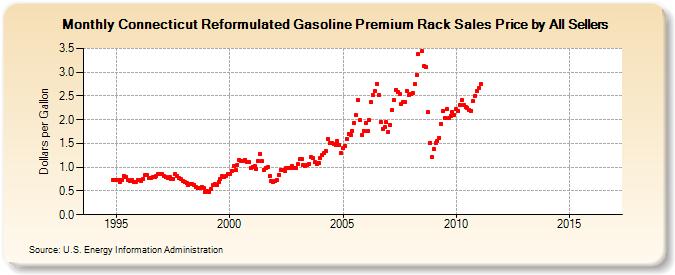 Monthly Connecticut Reformulated Gasoline Premium Rack Sales Price by All Sellers
Dollars per Gallon
3.5
3.0
2.5
2.0
1.5
1.0
0.5
0.0
1995 2000 2005 2010 2015
Source: U.S. Energy Information Administration